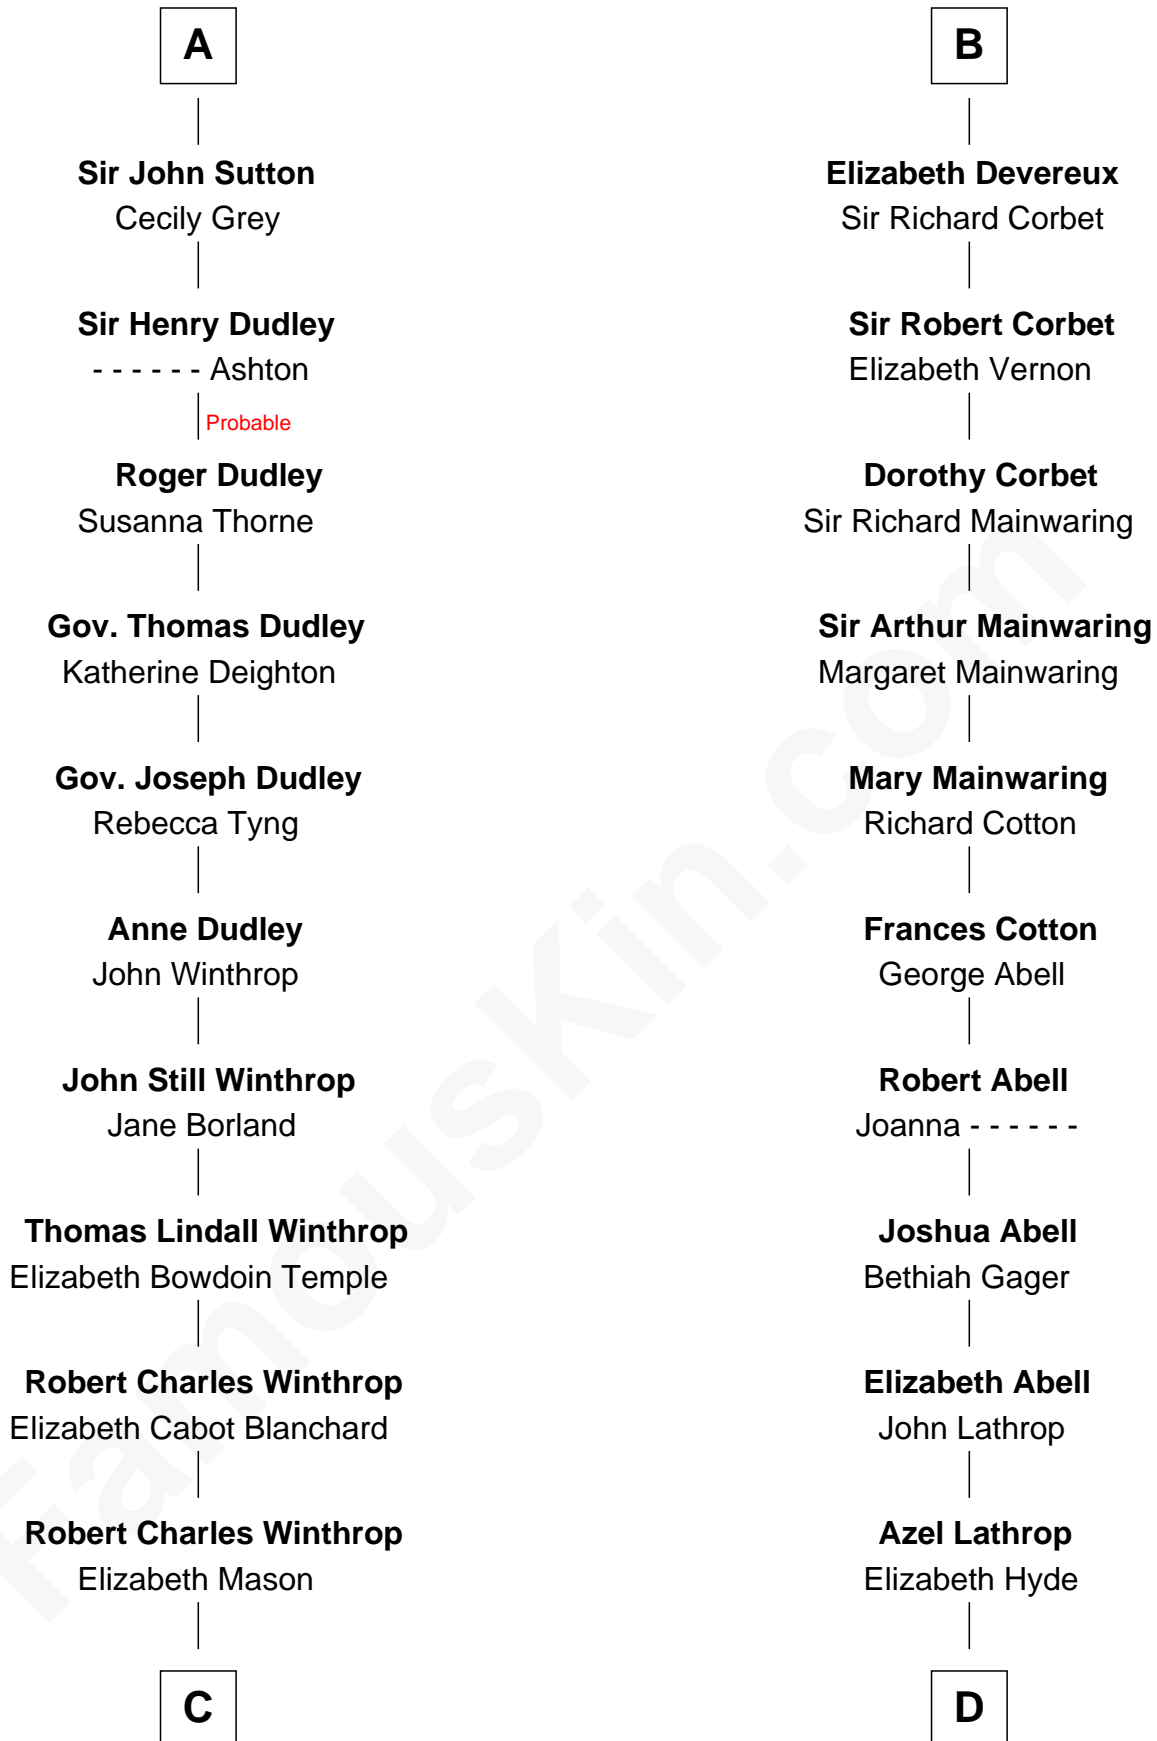 A
Sir John Sutton
Cecily Grey
Sir Henry Dudley
- - - - - - Ashton
Probable
Roger Dudley
Susanna Thorne
Gov. Thomas Dudley
Katherine Deighton
Gov. Joseph Dudley
Rebecca Tyng
Anne Dudley
John Winthrop
John Still Winthrop
Jane Borland
Thomas Lindall Winthrop
Elizabeth Bowdoin Temple
Robert Charles Winthrop
Elizabeth Cabot Blanchard
Robert Charles Winthrop
Elizabeth Mason
C
B
Elizabeth Devereux
Sir Richard Corbet
Sir Robert Corbet
Elizabeth Vernon
Dorothy Corbet
Sir Richard Mainwaring
Sir Arthur Mainwaring
Margaret Mainwaring
Mary Mainwaring
Richard Cotton
Frances Cotton
George Abell
Robert Abell
Joanna - - - - - -
Joshua Abell
Bethiah Gager
Elizabeth Abell
John Lathrop
Azel Lathrop
Elizabeth Hyde
D
FamousKin.com